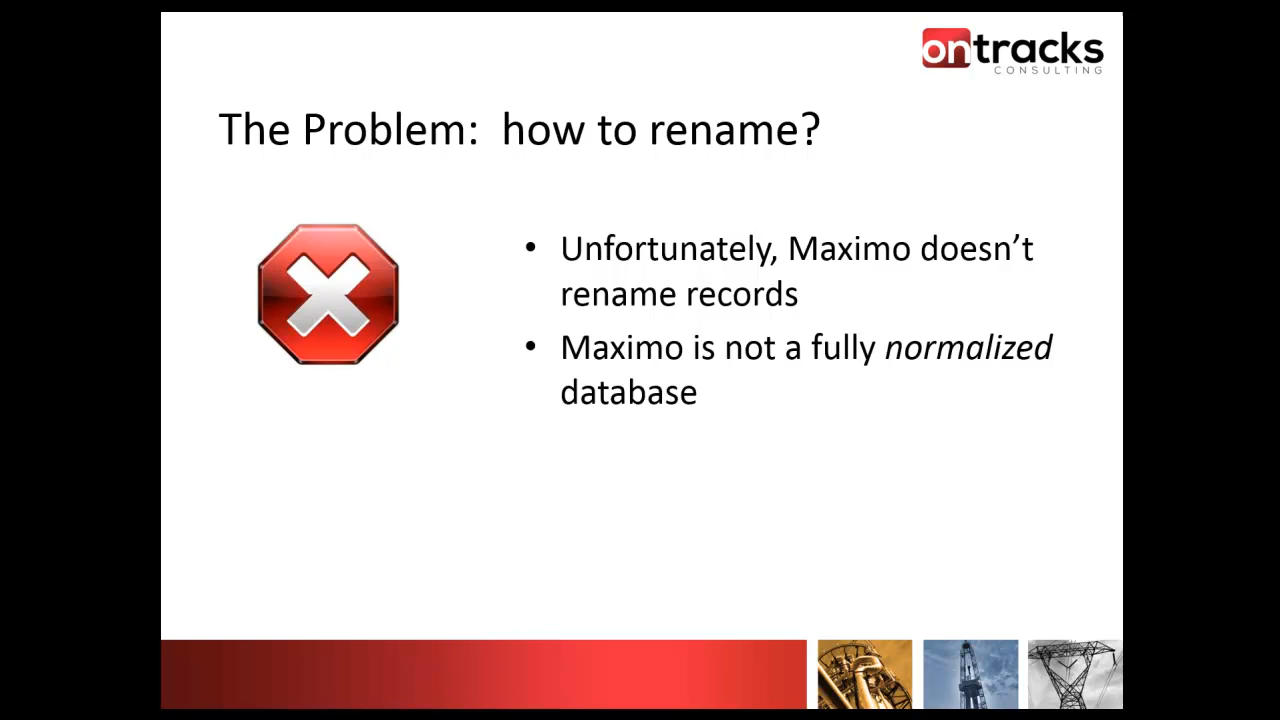 ontracks
CONSULTING
The Problem:  how to rename?
• Unfortunately, Maximo doesn’t
rename records
• Maximo is not a fully normalized
database